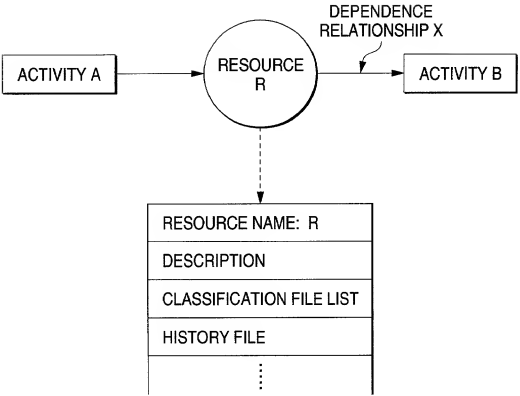 DEPENDENCE
RELATIONSHIP X
ACTIVITY A
RESOURCE
R
ACTIVITY B
RESOURCE NAME: R
DESCRIPTION
CLASSIFICATION FILE LIST
HISTORY FILE